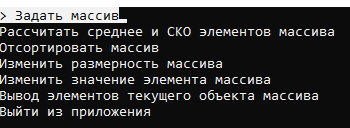 > Задать массив
Рассчитать среднее и СКО элементов массива
Отсортировать массив
Изменить размерность массива
Изменить значение элемента массива
Вывод элементов текущего объекта массива
Выйти из приложения